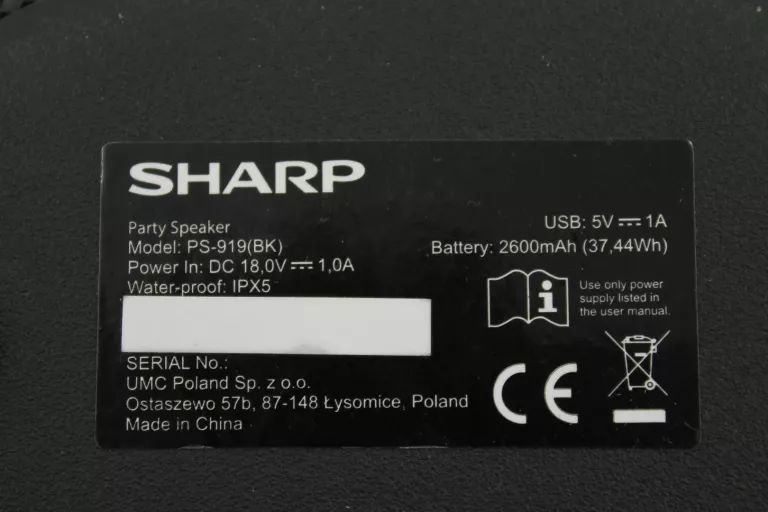 SHARP
Party Speaker
Model: PS-919(BK)
Power In: DC 18,0V⎓1,0A
Water-proof: IPX5
USB: 5V⎓1A
Battery: 2600mAh (37,44Wh)
Use only power
supply listed in
the user manual.
SERIAL No.:
UMC Poland Sp. z o.o.
Ostaszewo 57b, 87-148 Łysomice, Poland
Made in China
CE